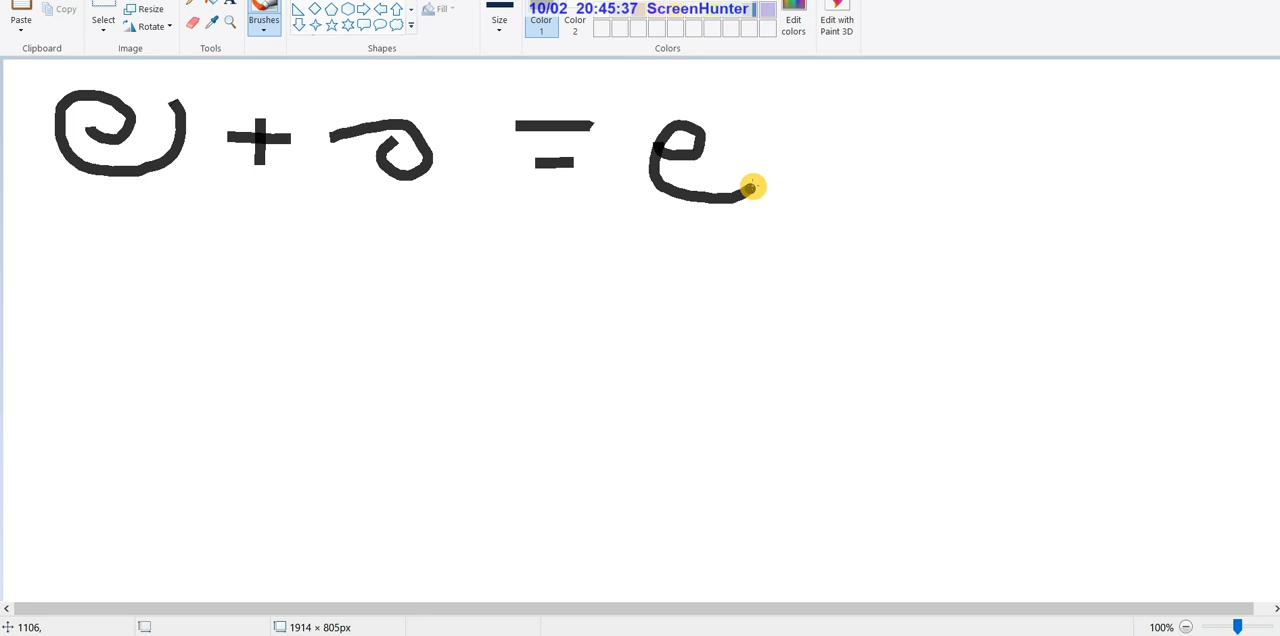 Paste
Copy
Clipboard
Select
Resize
Rotate
Image
Tools
Brushes
Shapes
Fill
Size
Color 1
Color 2
10/02 20:45:37 ScreenHunter
Colors
Edit colors
Edit with Paint 3D
+ =
1106,
1914 × 805px
100%